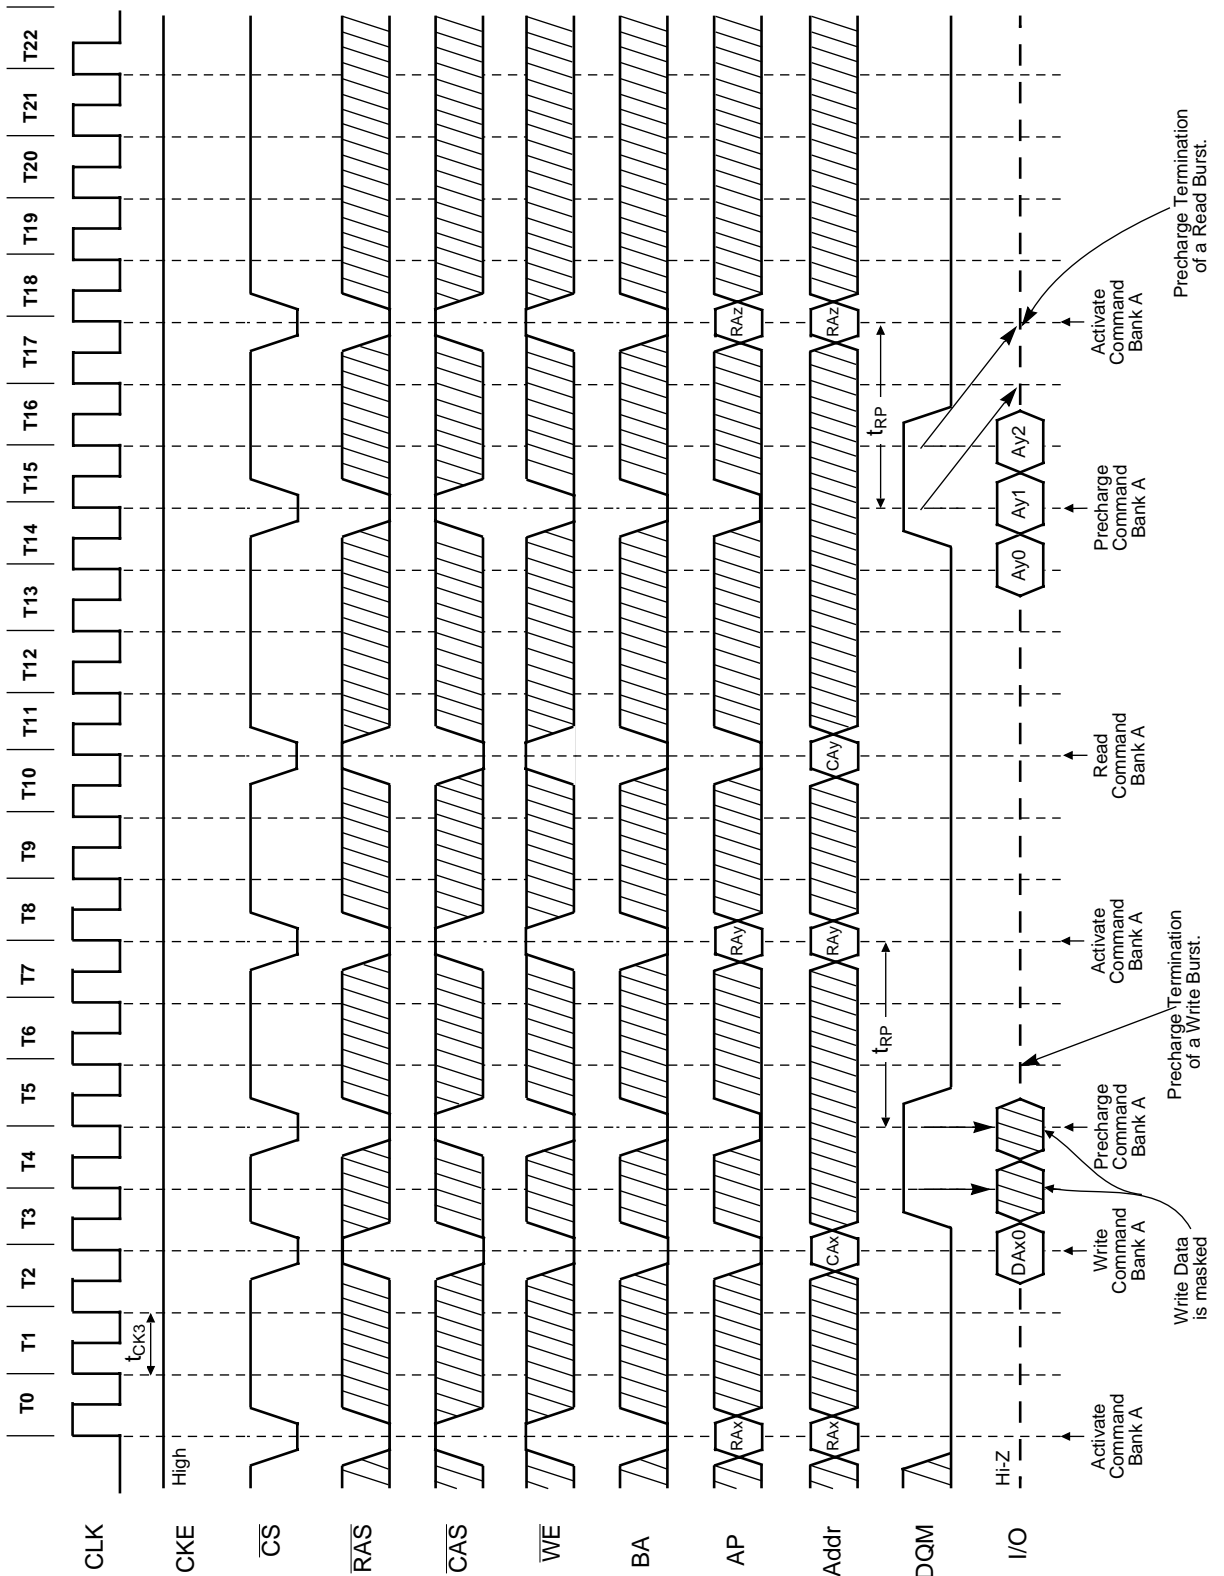 T0 T1 T2 T3 T4 T5 T6 T7 T8 T9 T10 T11 T12 T13 T14 T15 T16 T17 T18 T19 T20 T21 T22
CLK
tCK3
CKE
High
CS
RAS
CAS
WE
BA
AP
RAx RAy RAz
Addr
RAx CAx RAy CAy RAz
tRP tRP
DQM
I/O
Hi-Z
DAx0 Ay0 Ay1 Ay2
Activate
Command
Bank A
Write
Command
Bank A
Precharge
Command
Bank A
Activate
Command
Bank A
Read
Command
Bank A
Precharge
Command
Bank A
Activate
Command
Bank A
Write Data
is masked
Precharge Termination
of a Write Burst.
Precharge Termination
of a Read Burst.